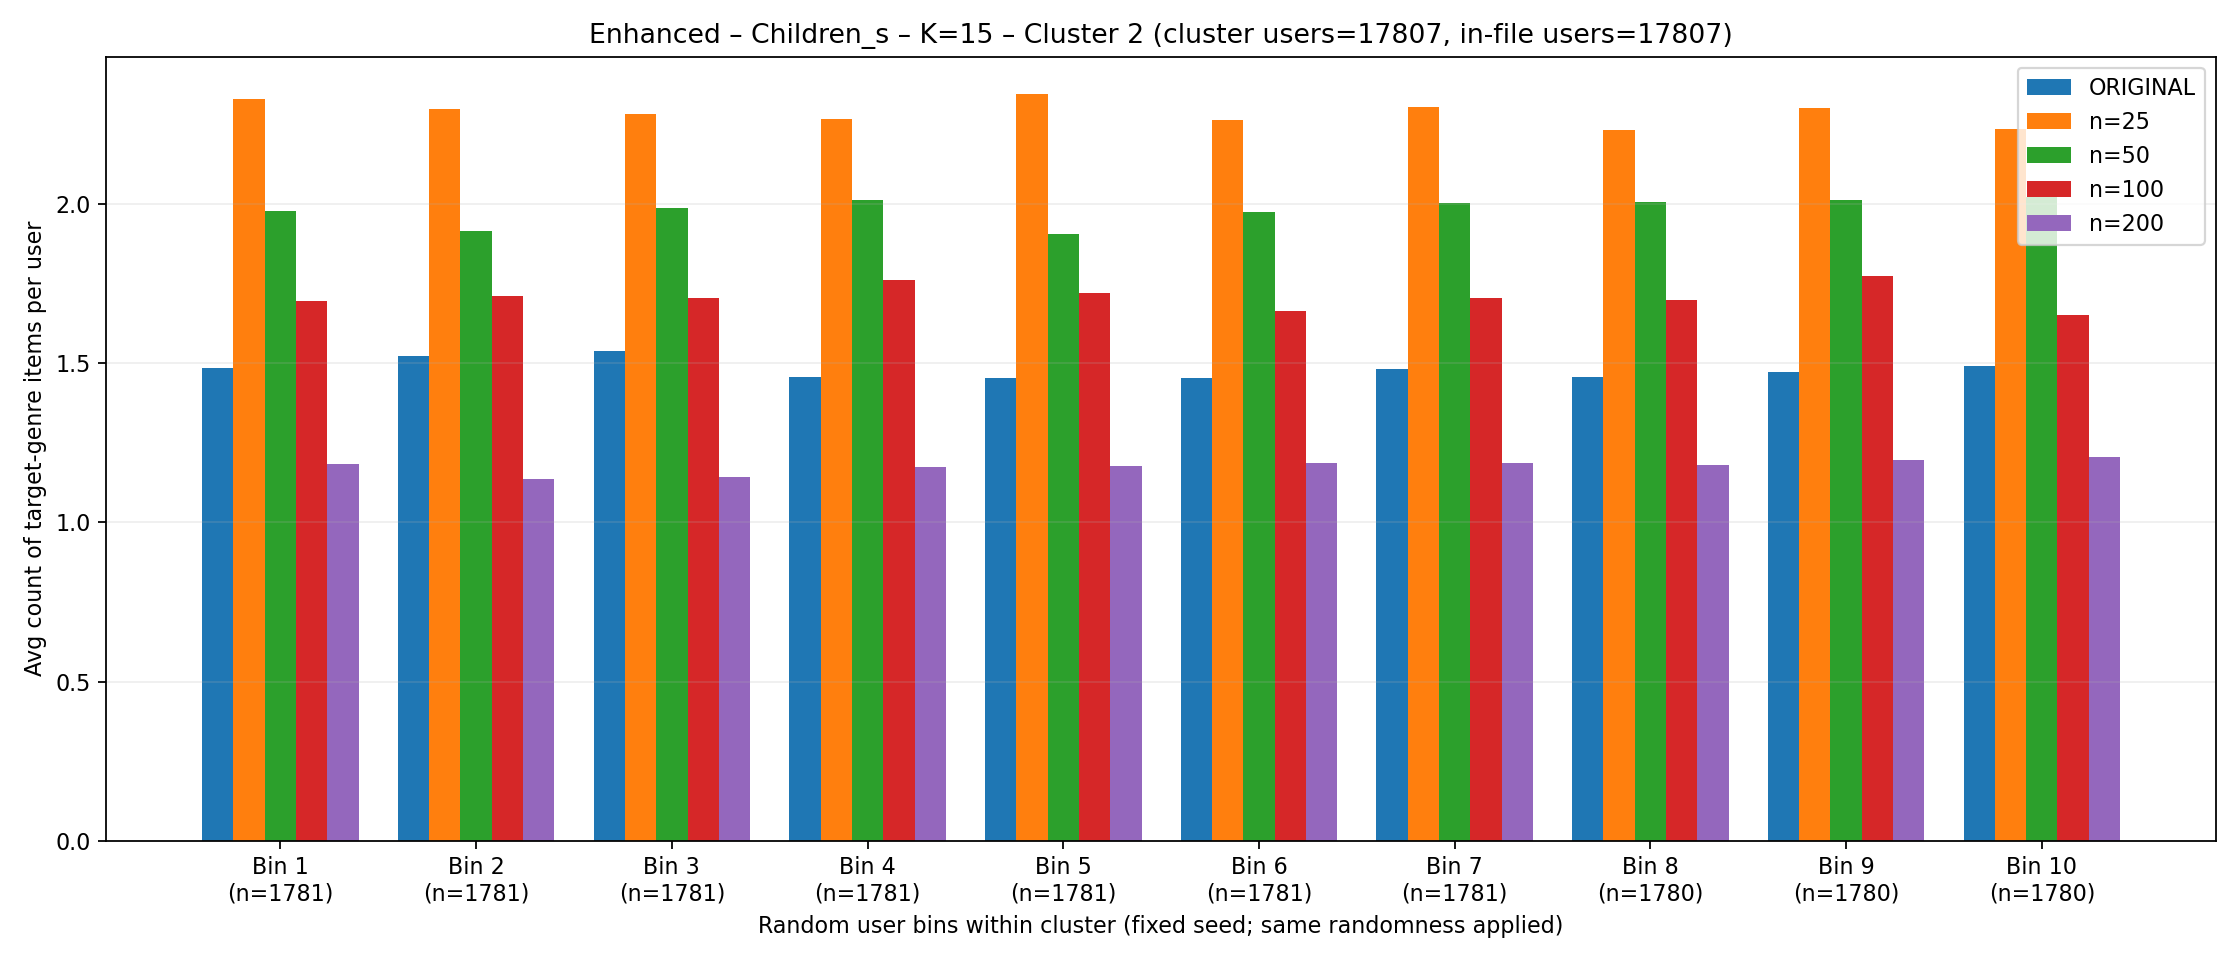 Enhanced – Children_s – K=15 – Cluster 2 (cluster users=17807, in-file users=17807)
ORIGINAL
n=25
n=50
n=100
n=200
Avg count of target-genre items per user
2.0
1.5
1.0
0.5
0.0
Bin 1 Bin 2 Bin 3 Bin 4 Bin 5 Bin 6 Bin 7 Bin 8 Bin 9 Bin 10
(n=1781) (n=1781) (n=1781) (n=1781) (n=1781) (n=1781) (n=1781) (n=1780) (n=1780) (n=1780)
Random user bins within cluster (fixed seed; same randomness applied)